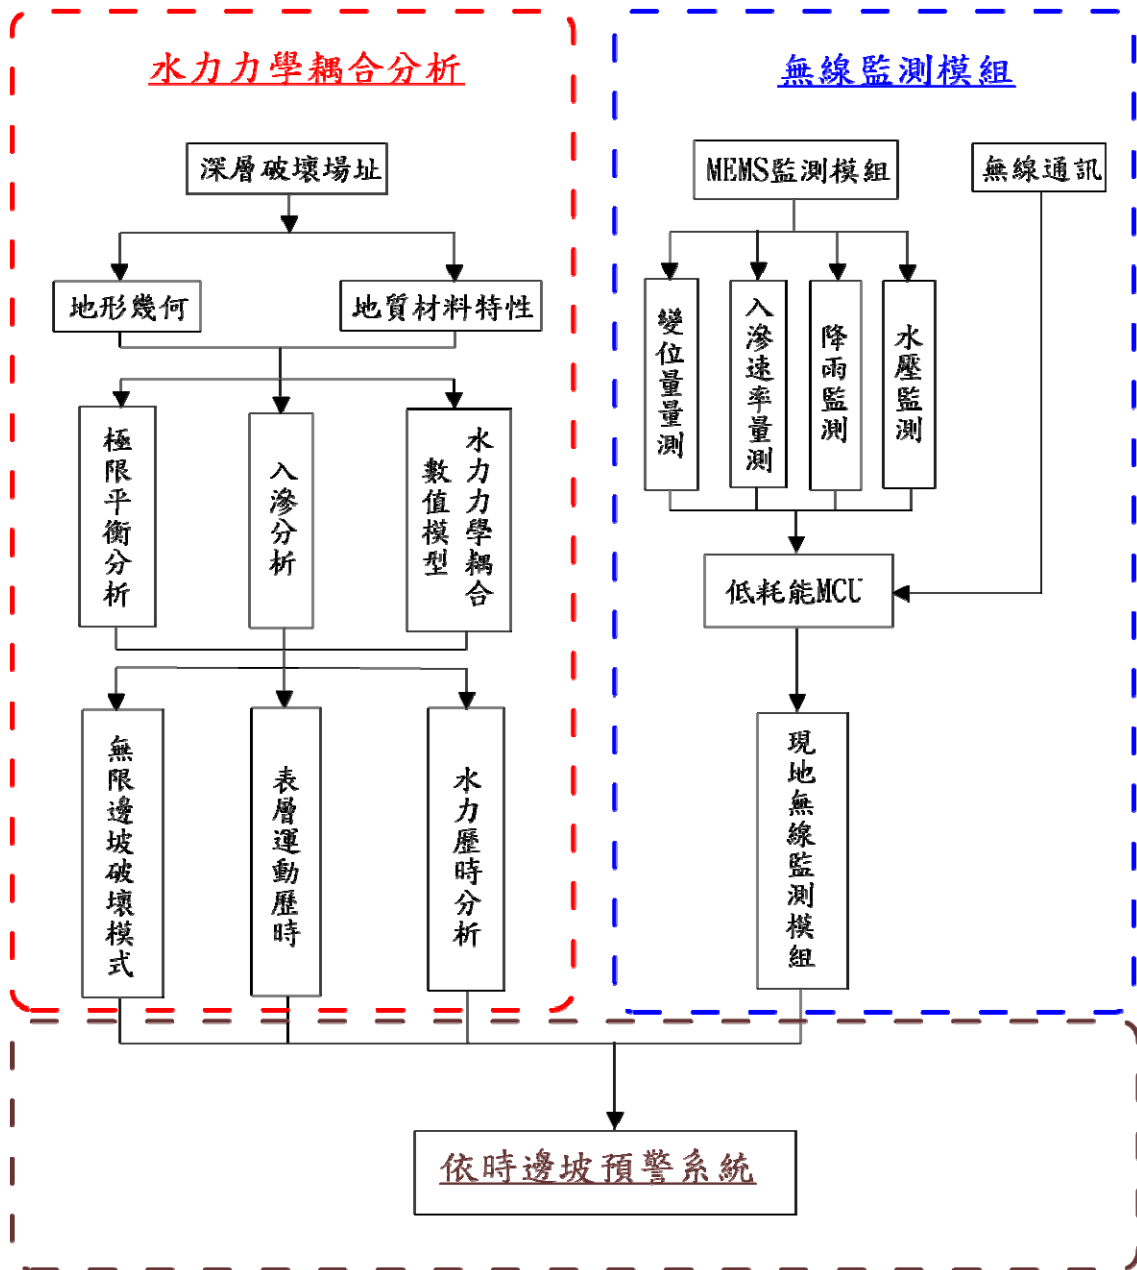 水力力學耦合分析
深層破壞場址
地形幾何
地質材料特性
極限平衡分析
入滲分析
水力力學耦合
數值模型
無限邊坡破壞模式
表層運動歷時
水力歷時分析
無線監測模組
MEMS監測模組
無線通訊
變位量量測
入滲速率量測
降雨監測
水壓監測
低耗能MCU
現地無線監測模組
依時邊坡預警系統